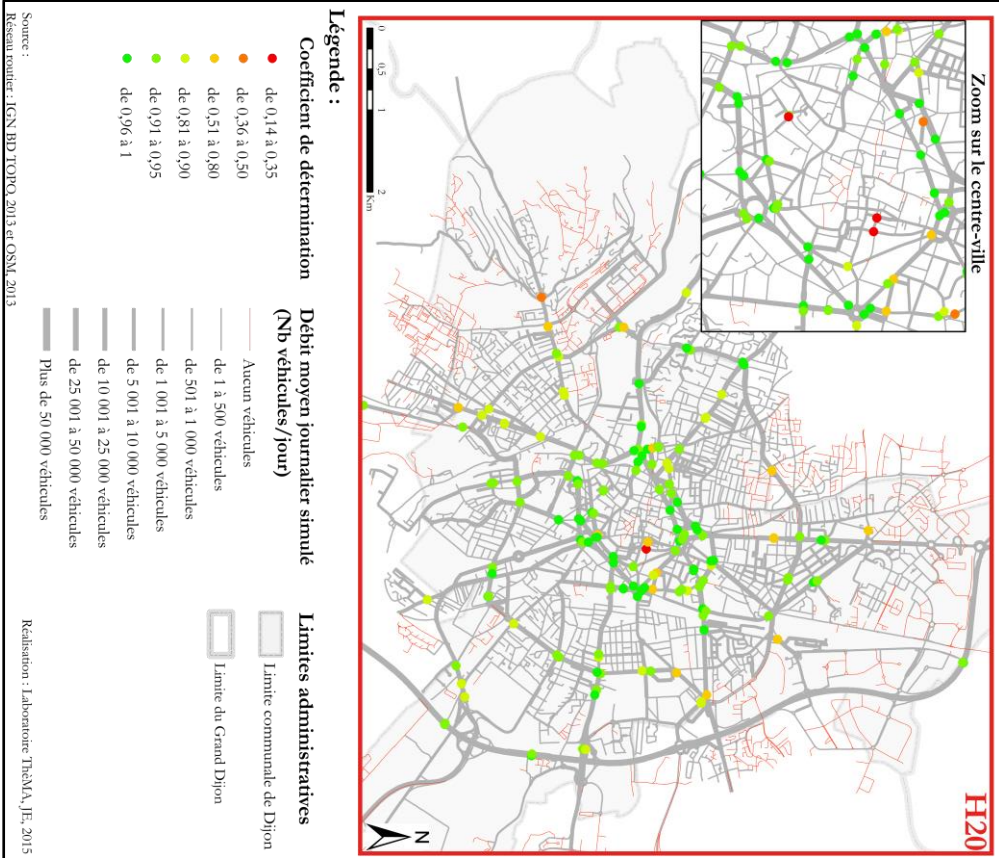 H20
Zoom sur le centre-ville
N
0 0,5 1 2
Km
Légende :
Coefficient de détermination
de 0,14 à 0,35
de 0,36 à 0,50
de 0,51 à 0,80
de 0,81 à 0,90
de 0,91 à 0,95
de 0,96 à 1
Débit moyen journalier simulé
(Nb véhicules/jour)
Aucun véhicules
de 1 à 500 véhicules
de 501 à 1 000 véhicules
de 1 001 à 5 000 véhicules
de 5 001 à 10 000 véhicules
de 10 001 à 25 000 véhicules
de 25 001 à 50 000 véhicules
Plus de 50 000 véhicules
Limites administratives
Limite communale de Dijon
Limite du Grand Dijon
Source :
Réseau routier : IGN BD TOPO, 2013 et OSM, 2013
Réalisation : Laboratoire ThéMA, JE, 2015